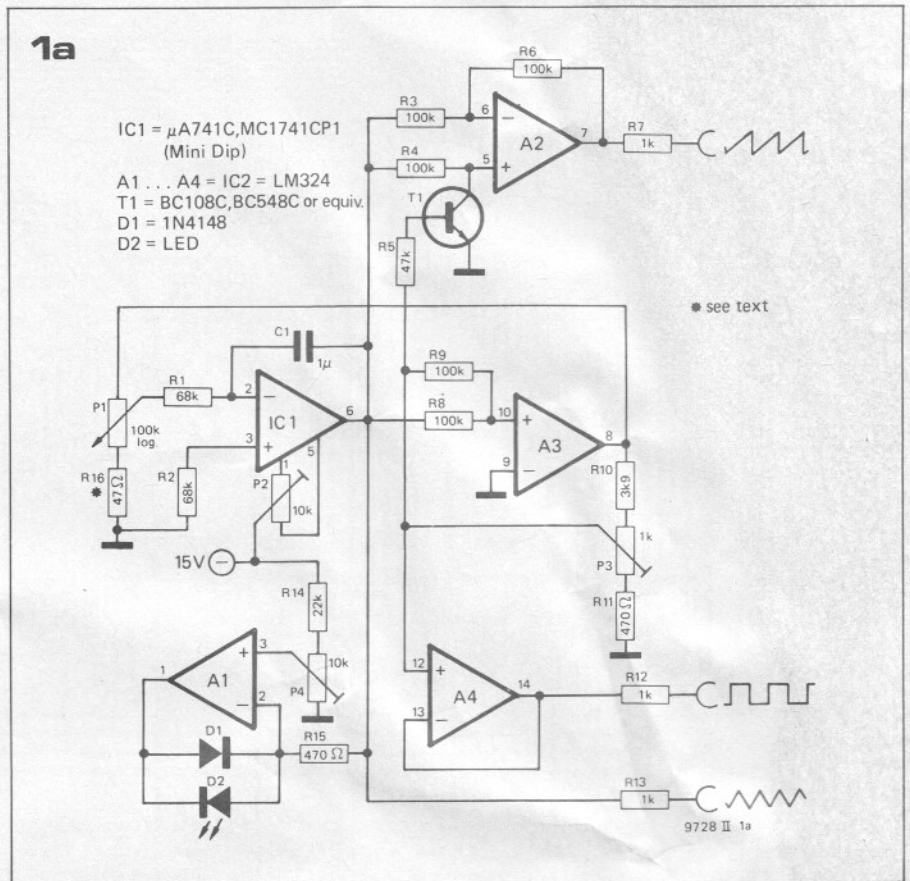 1a
IC1 = μA741C,MC1741CP1
(Mini Dip)
A1 . . . A4 = IC2 = LM324
T1 = BC108C,BC548C or equiv.
D1 = 1N4148
D2 = LED
R6
100k
R3
100k
6
−
A2
7
R7
1k
R4
100k
5
+
T1
R5
47k
✱ see text
C1
1μ
R9
100k
R1
68k
2
−
IC1
6
R8
100k
10
+
A3
8
P1
100k
log.
3
+
5
9
−
R10
3k9
R16
✱
47Ω
R2
68k
1
P2
10k
1k
P3
15V −
R14
22k
R11
470Ω
1
A1
+
3
10k
P4
−
2
12
+
A4
14
13
−
R12
1k
D1
R15
470 Ω
D2
R13
1k
9728 II 1a